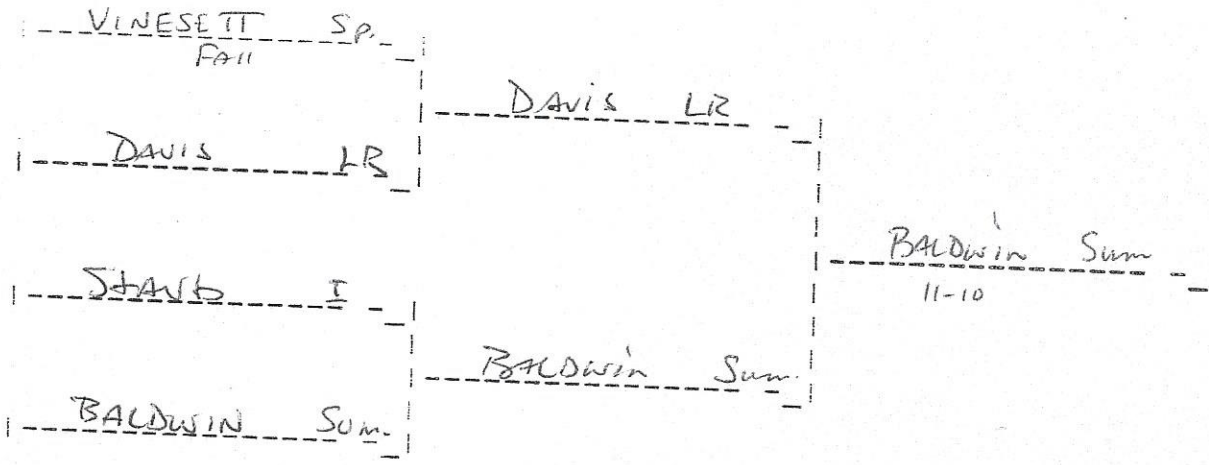 VINESETT Sp.
Fall
DAVIS LR
DAVIS LR
BALDWIN Sum
11-10
I
BALDWIN Sum.
BALDWIN Sum.